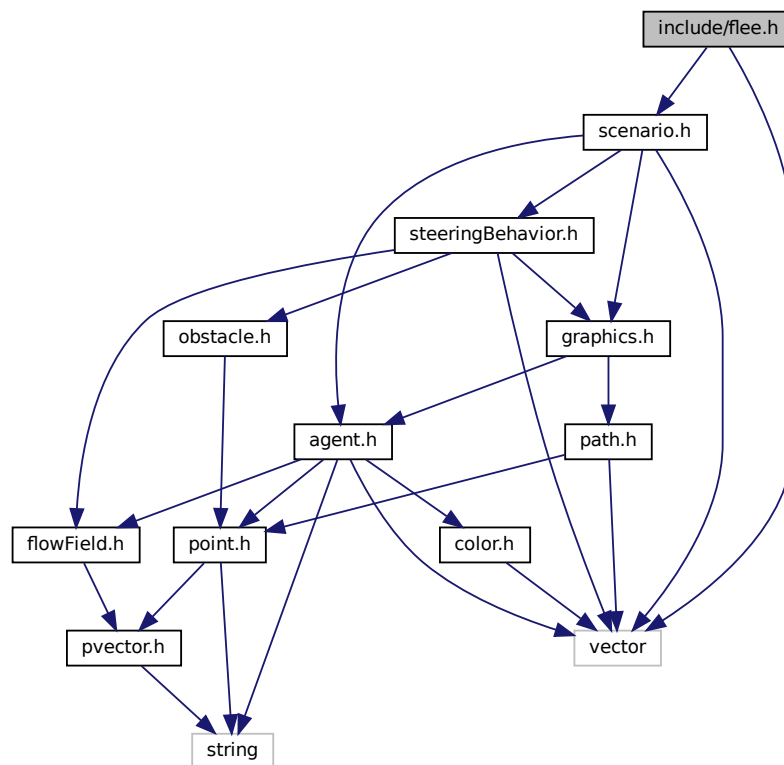 include/flee.h
scenario.h
steeringBehavior.h
obstacle.h
graphics.h
agent.h
path.h
flowField.h
point.h
color.h
pvector.h
vector
string